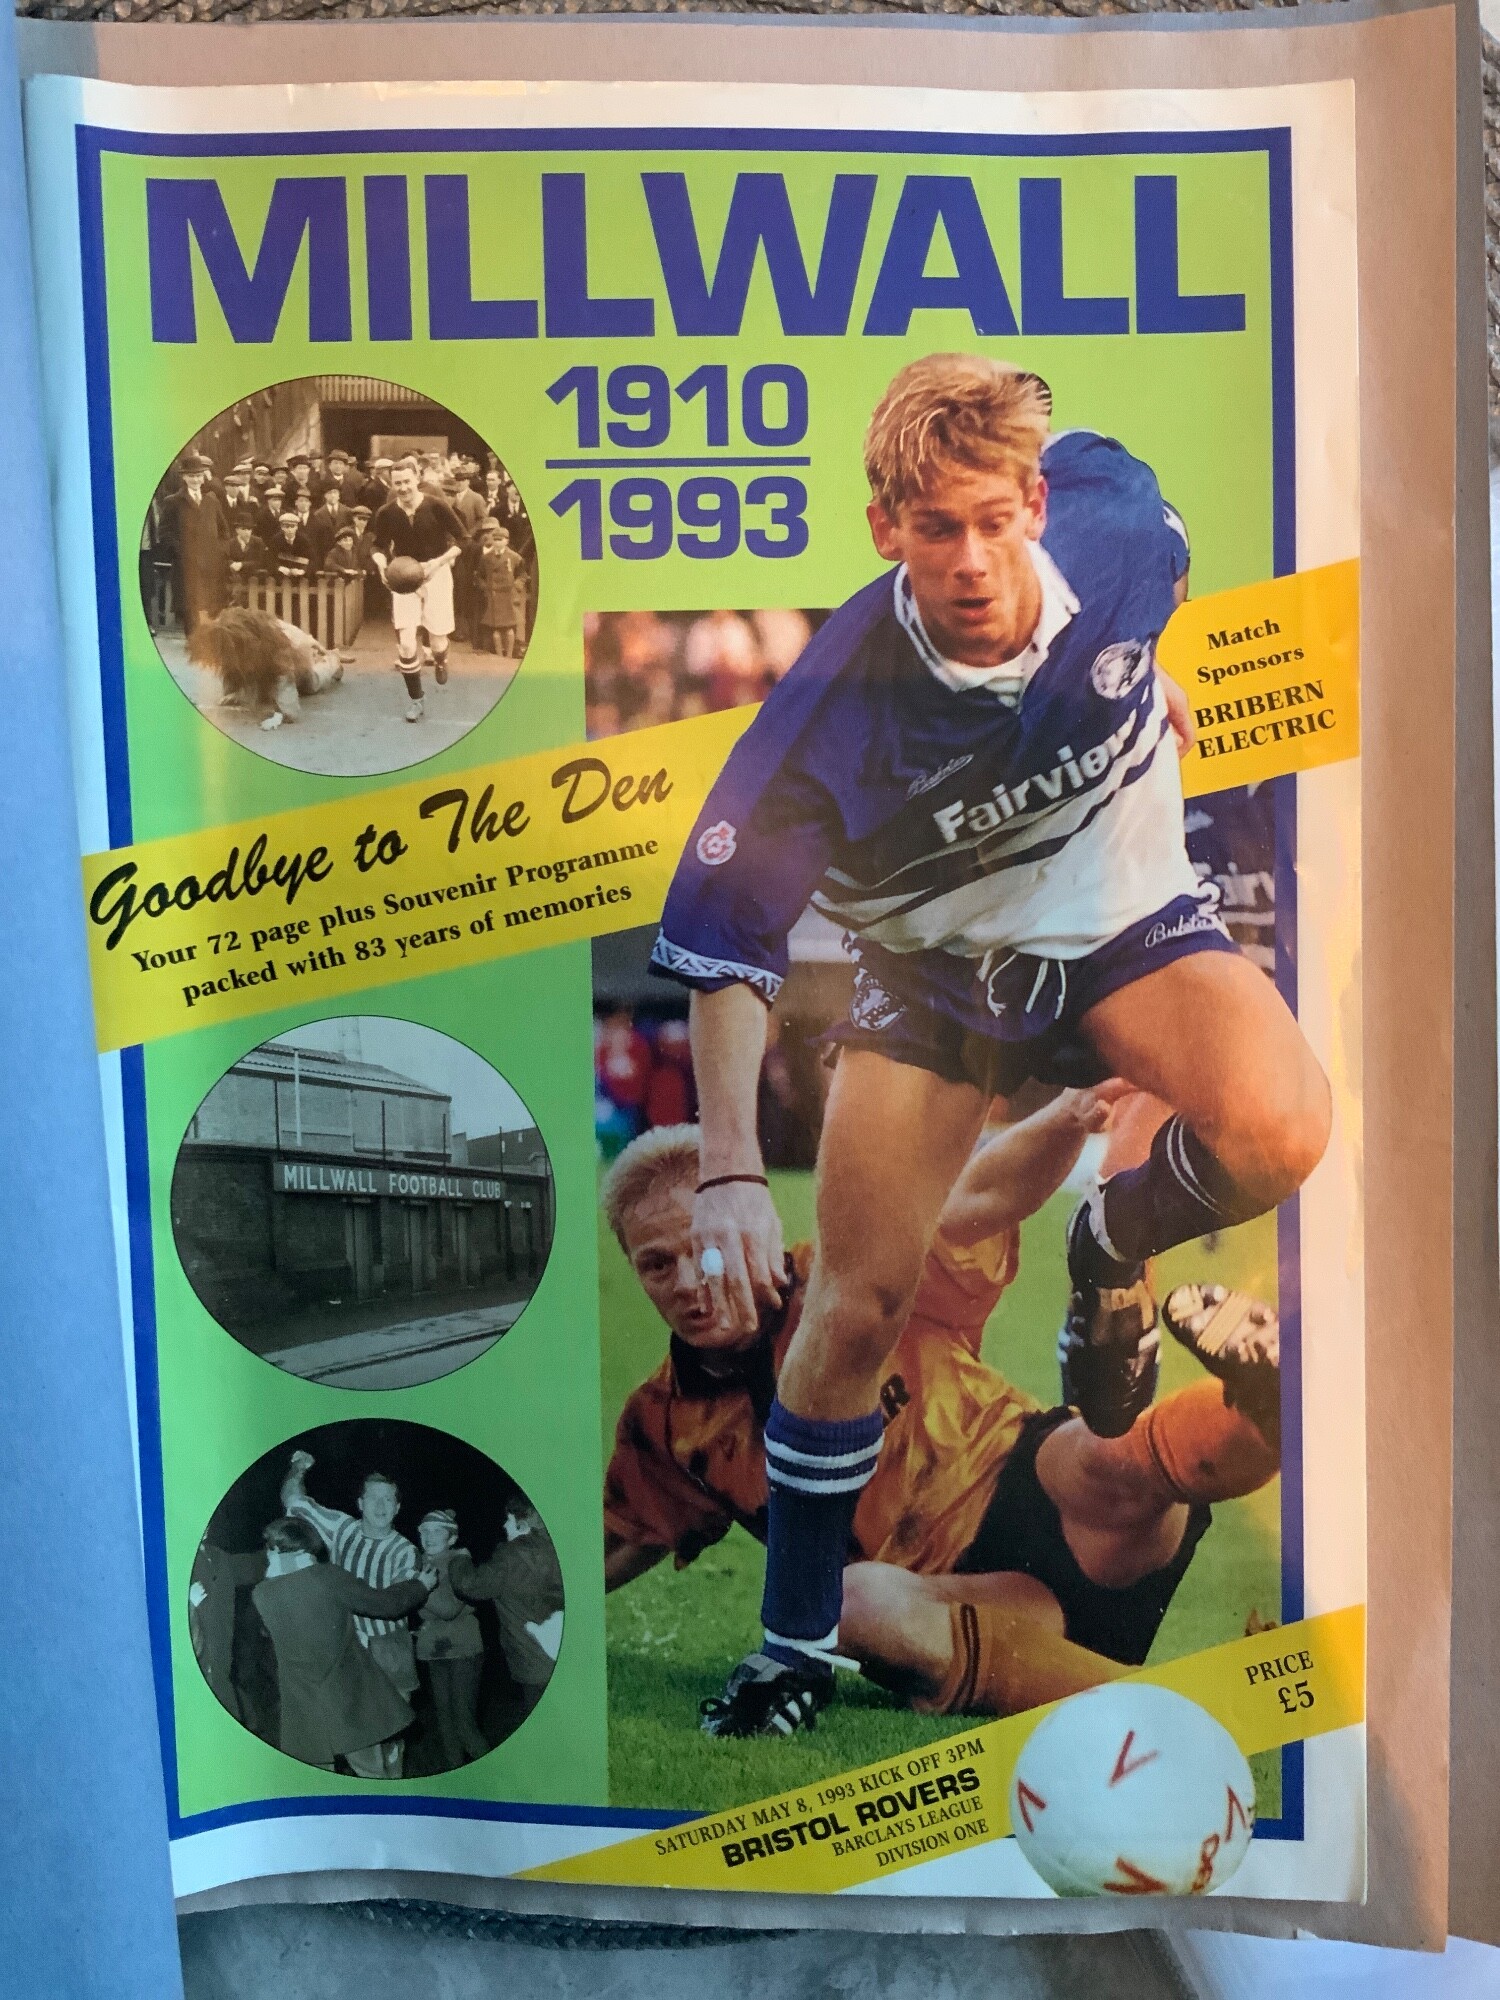 MILLWALL
1910
1993
Match
Sponsors
BRIBERN
ELECTRIC
Goodbye to The Den
Your 72 page plus Souvenir Programme
packed with 83 years of memories
Fairview
Bukta
MILLWALL FOOTBALL CLUB
PRICE
£5
SATURDAY MAY 8, 1993 KICK OFF 3PM
BRISTOL ROVERS
BARCLAYS LEAGUE
DIVISION ONE